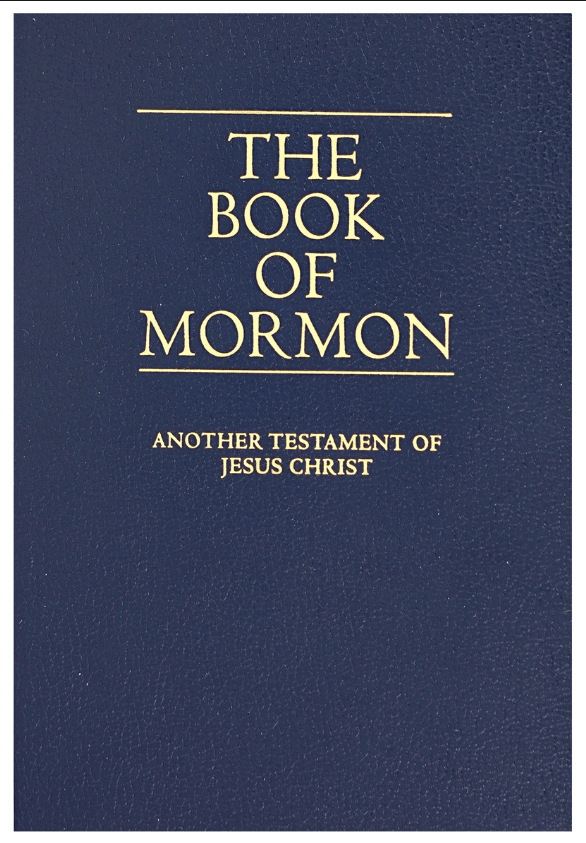 THE
BOOK
OF
MORMON
ANOTHER TESTAMENT OF
JESUS CHRIST